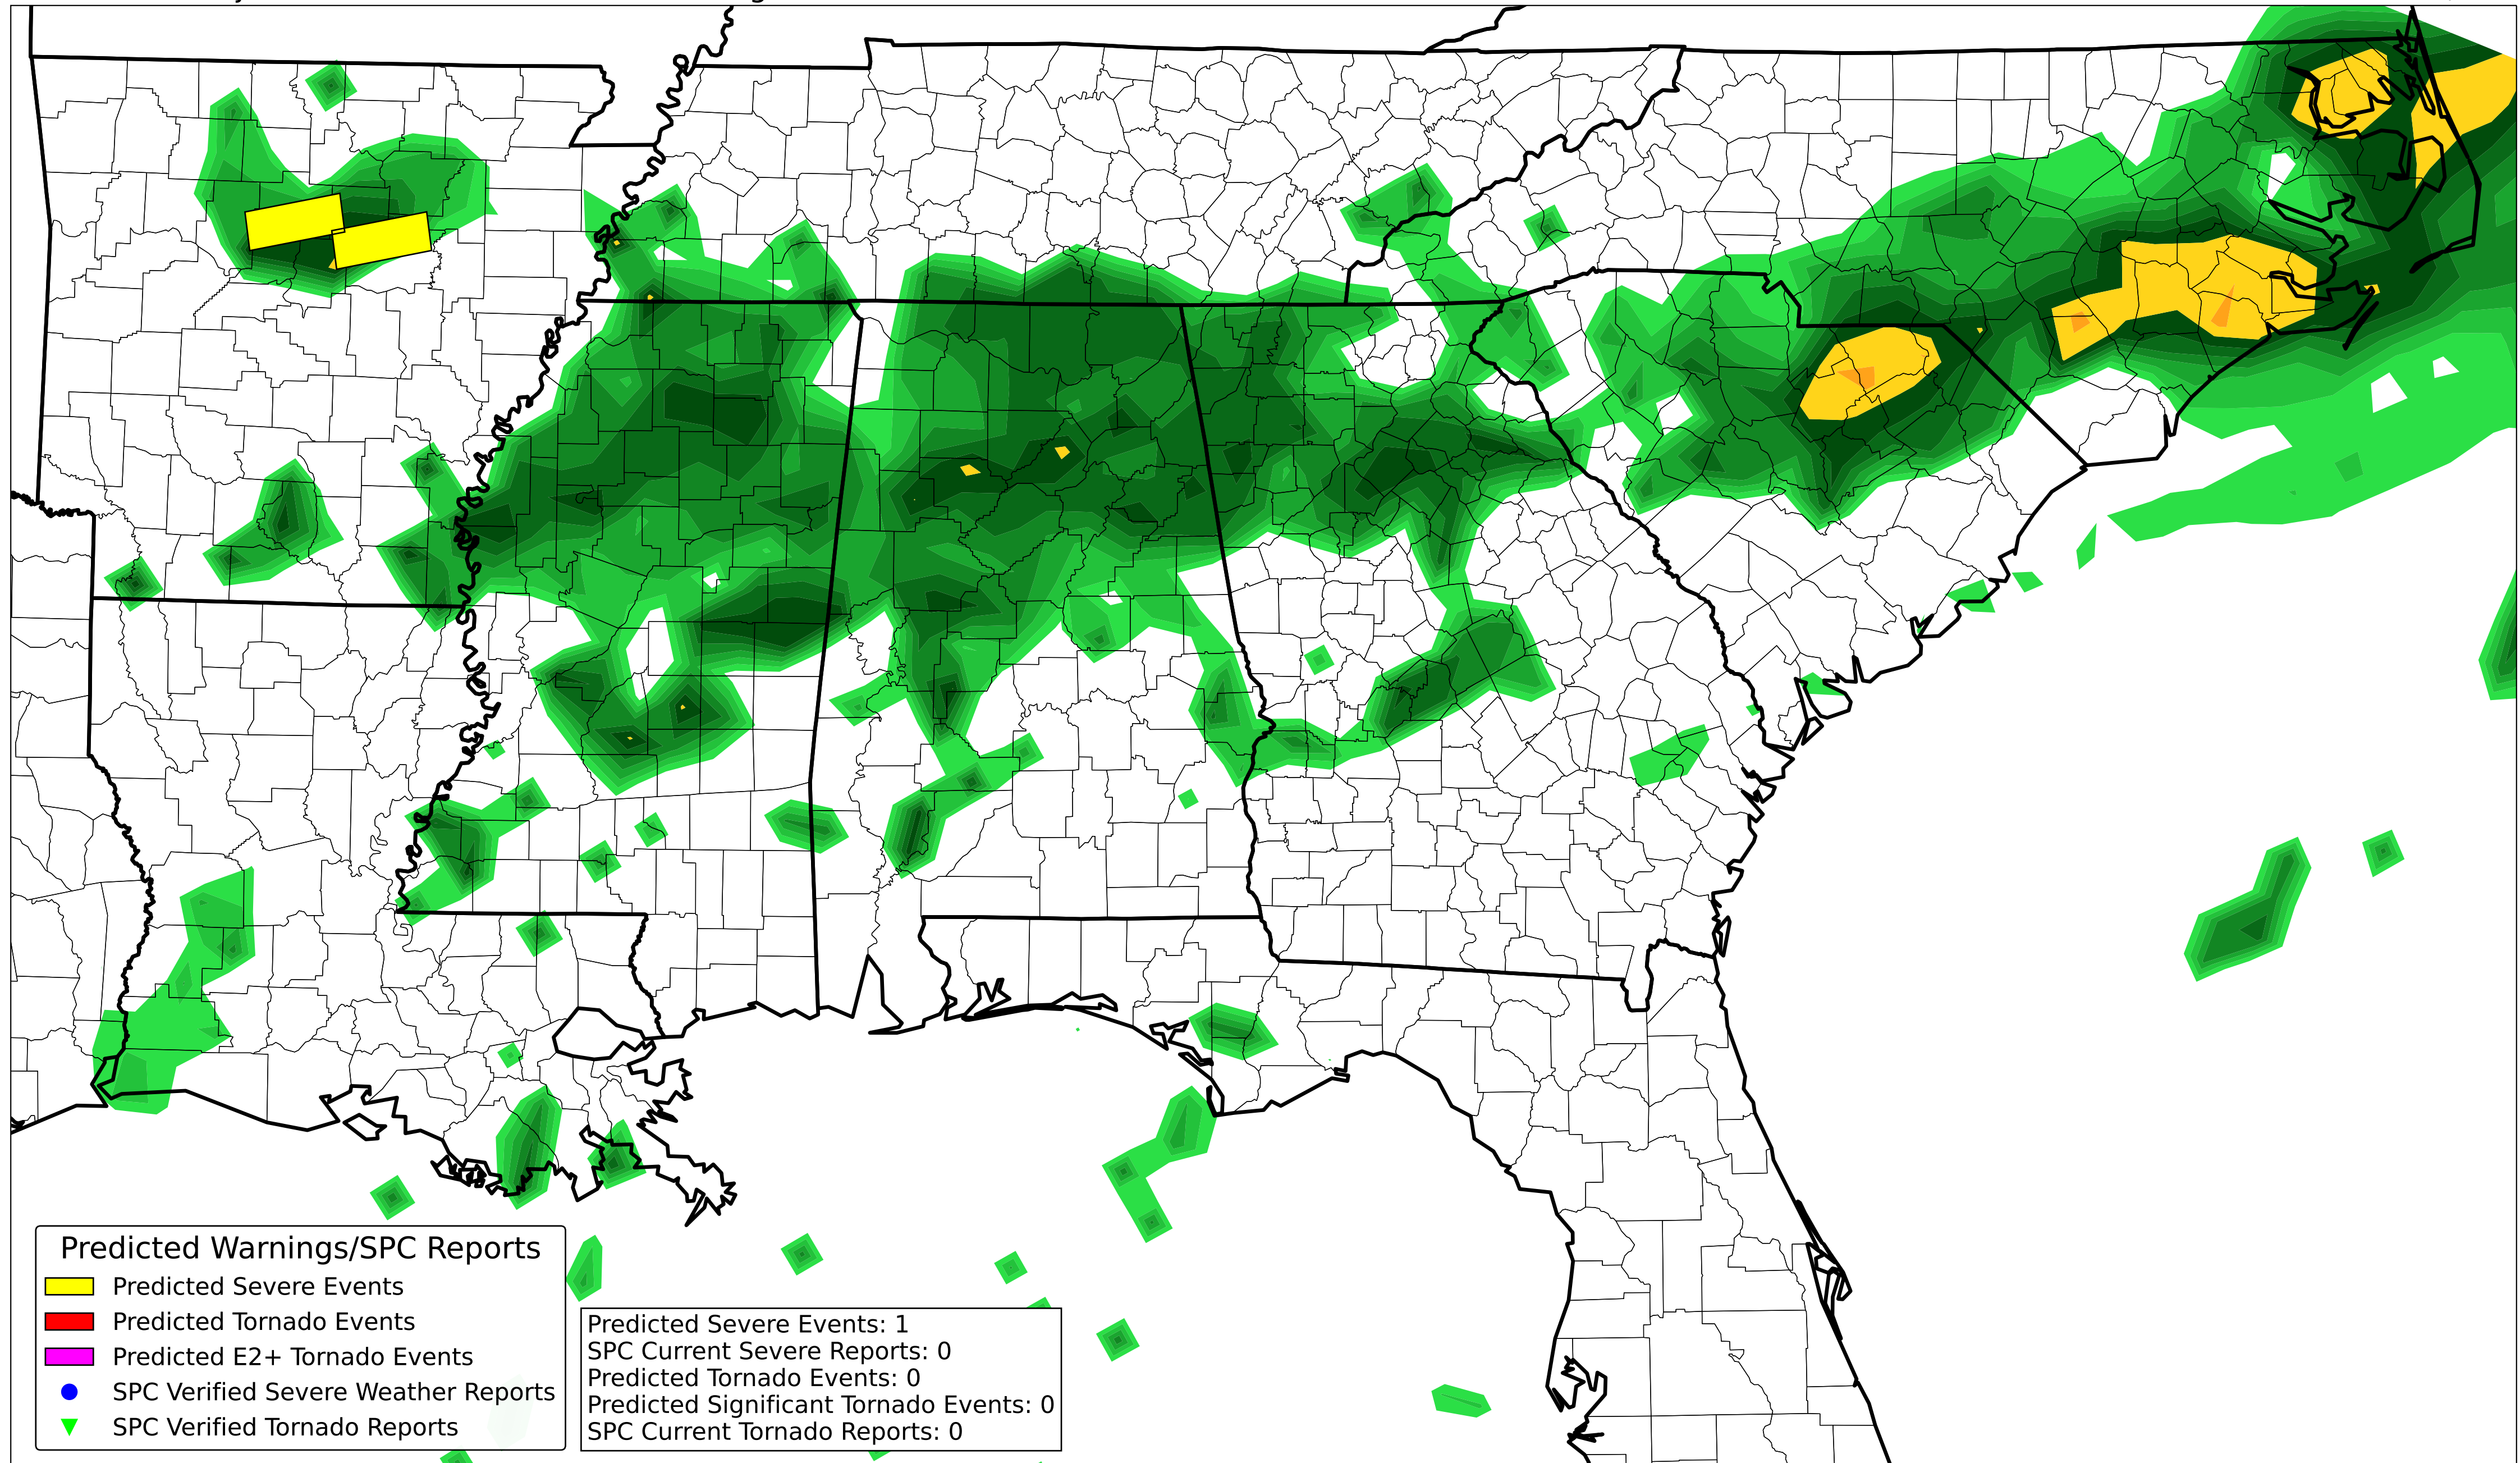 Predicted Warnings/SPC Reports
Predicted Severe Events
Predicted Tornado Events
Predicted E2+ Tornado Events
SPC Verified Severe Weather Reports
SPC Verified Tornado Reports
Predicted Severe Events: 1
SPC Current Severe Reports: 0
Predicted Tornado Events: 0
Predicted Significant Tornado Events: 0
SPC Current Tornado Reports: 0